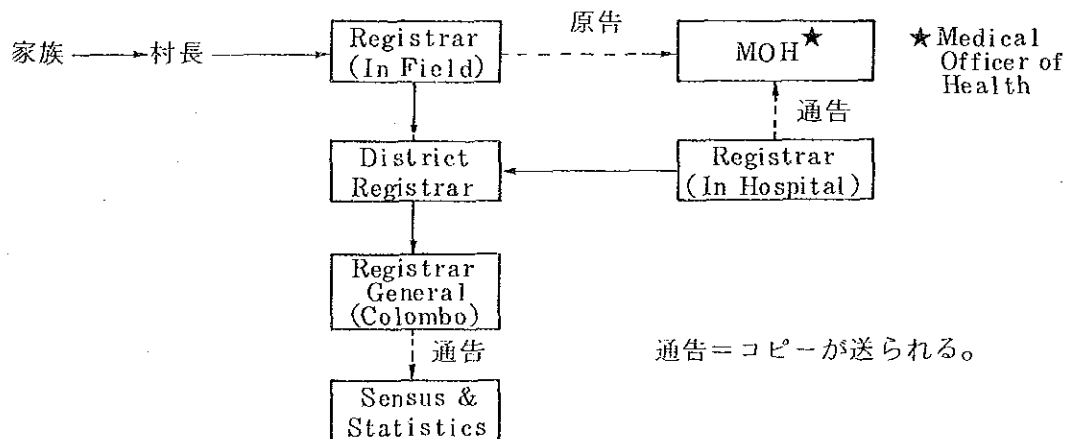 家族
村長
Registrar
(In Field)
原告
MOH★
★Medical
Officer of
Health
通告
District
Registrar
Registrar
(In Hospital)
Registrar
General
(Colombo)
通告
通告=コピーが送られる。
Sensus &
Statistics